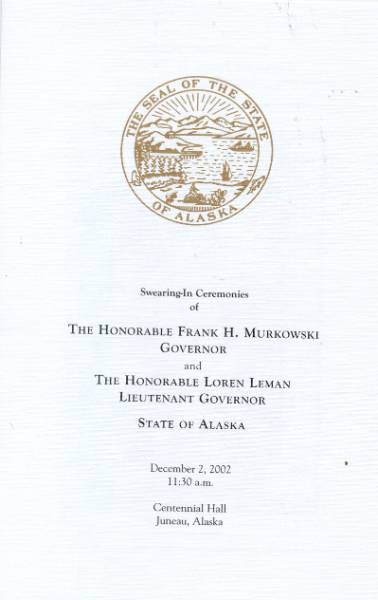 THE SEAL OF THE STATE
OF ALASKA
Swearing-In Ceremonies
of
THE HONORABLE FRANK H. MURKOWSKI
GOVERNOR
and
THE HONORABLE LOREN LEMAN
LIEUTENANT GOVERNOR
STATE OF ALASKA
December 2, 2002
11:30 a.m.
Centennial Hall
Juneau, Alaska